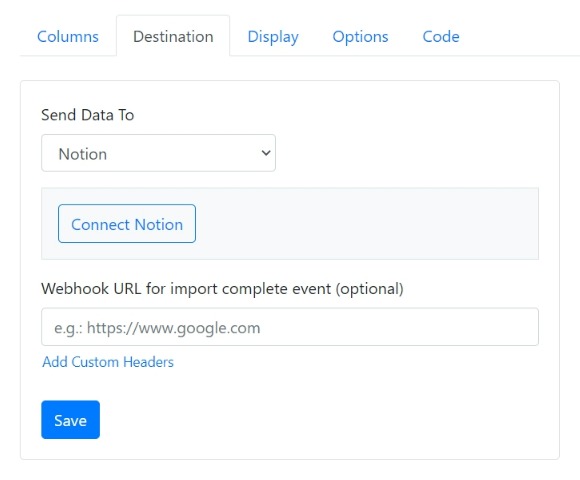 Columns Destination Display Options Code
Send Data To
Notion
Connect Notion
Webhook URL for import complete event (optional)
e.g.: https://www.google.com
Add Custom Headers
Save